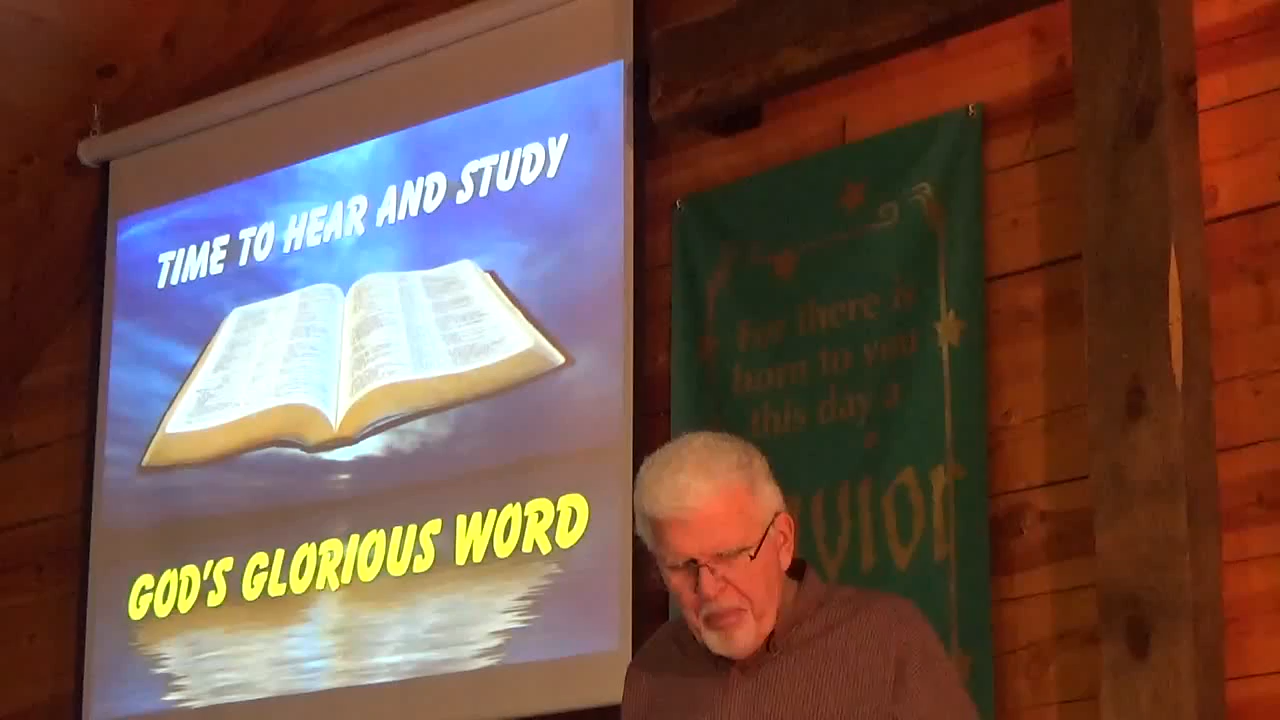 TIME TO HEAR AND STUDY
GOD'S GLORIOUS WORD
For there is
born to you
this day a